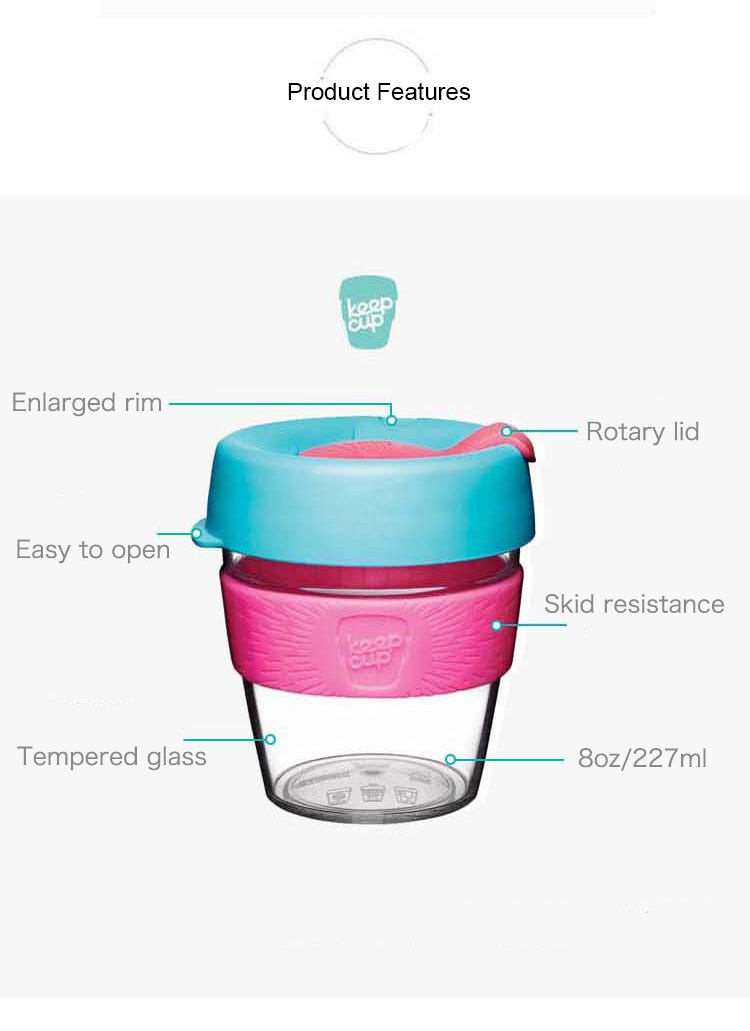 Product Features
keep
cup
Enlarged rim
Rotary lid
Easy to open
Skid resistance
keep
cup
Tempered glass
8oz/227ml